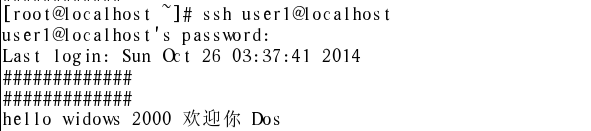 [root@localhost ~]# ssh user1@localhost
user1@localhost's password:
Last login: Sun Oct 26 03:37:41 2014
#############
#############
hello widows 2000 欢迎你 Dos